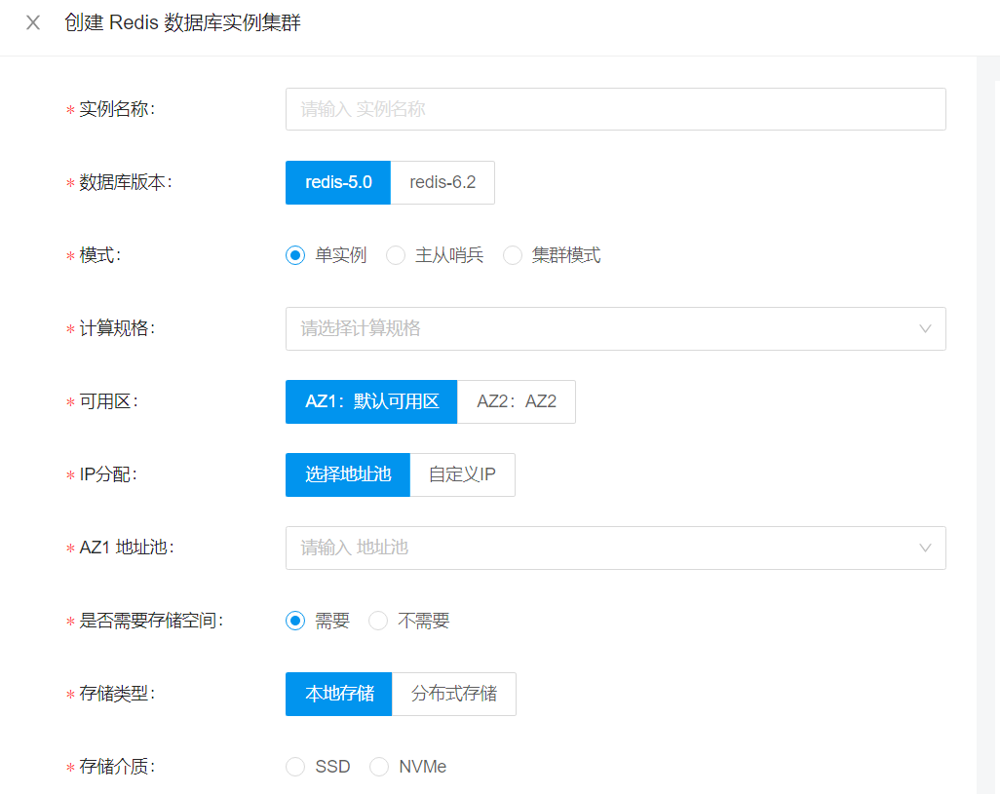 创建 Redis 数据库实例集群
* 实例名称: 请输入 实例名称
* 数据库版本: redis-5.0 redis-6.2
* 模式: 单实例 主从哨兵 集群模式
* 计算规格: 请选择计算规格
* 可用区: AZ1：默认可用区 AZ2：AZ2
* IP分配: 选择地址池 自定义IP
* AZ1 地址池: 请输入 地址池
* 是否需要存储空间: 需要 不需要
* 存储类型: 本地存储 分布式存储
* 存储介质: SSD NVMe